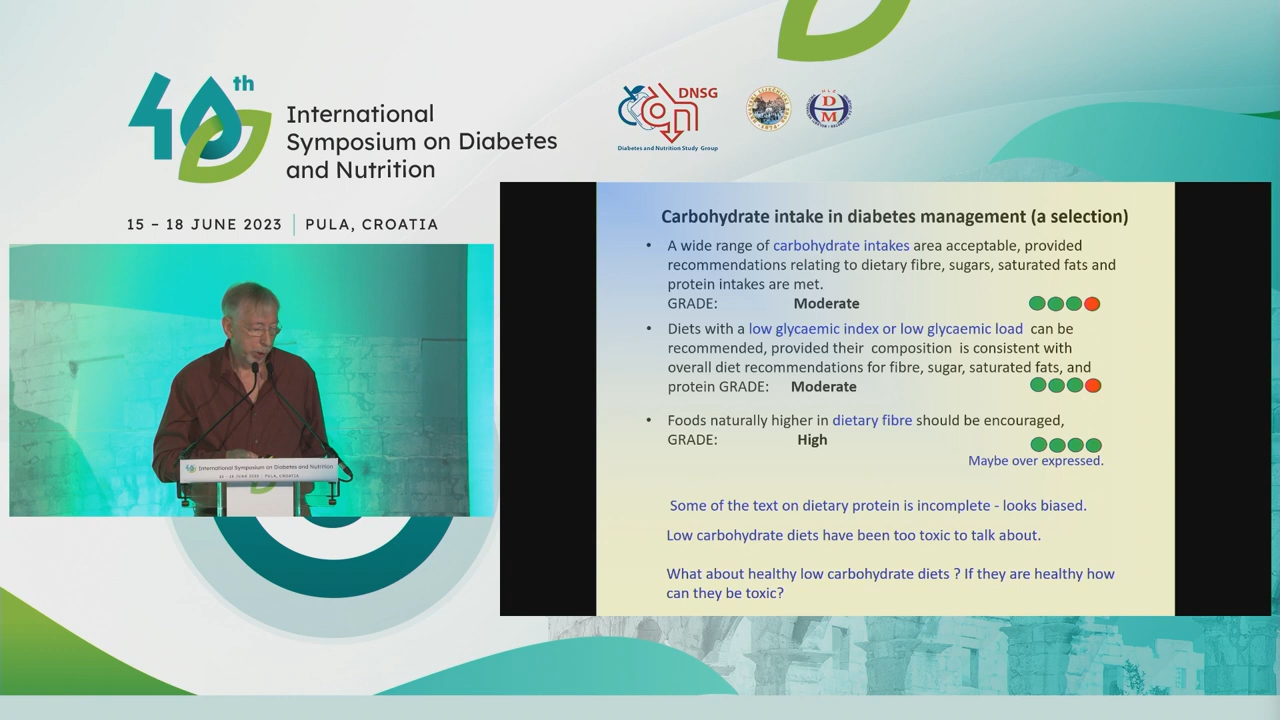 40th
International
Symposium on Diabetes
and Nutrition
15 – 18 JUNE 2023 | PULA, CROATIA
DNSG
Diabetes and Nutrition Study Group
D
M
International Symposium on Diabetes and Nutrition
15 - 18 JUNE 2023 | PULA, CROATIA
Carbohydrate intake in diabetes management (a selection)
• A wide range of carbohydrate intakes area acceptable, provided
recommendations relating to dietary fibre, sugars, saturated fats and
protein intakes are met.
GRADE: Moderate
• Diets with a low glycaemic index or low glycaemic load can be
recommended, provided their composition is consistent with
overall diet recommendations for fibre, sugar, saturated fats, and
protein GRADE: Moderate
• Foods naturally higher in dietary fibre should be encouraged,
GRADE: High
Maybe over expressed.
Some of the text on dietary protein is incomplete - looks biased.
Low carbohydrate diets have been too toxic to talk about.
What about healthy low carbohydrate diets ? If they are healthy how
can they be toxic?